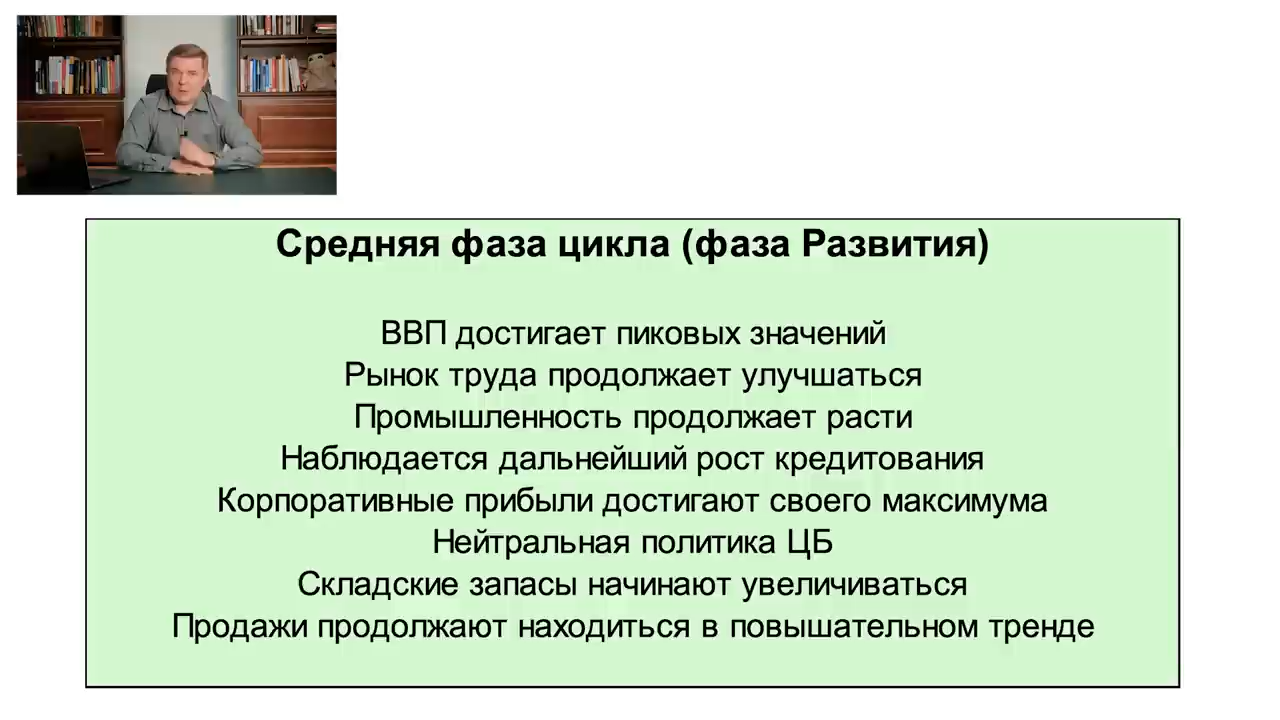 Средняя фаза цикла (фаза Развития)
ВВП достигает пиковых значений
Рынок труда продолжает улучшаться
Промышленность продолжает расти
Наблюдается дальнейший рост кредитования
Корпоративные прибыли достигают своего максимума
Нейтральная политика ЦБ
Складские запасы начинают увеличиваться
Продажи продолжают находиться в повышательном тренде